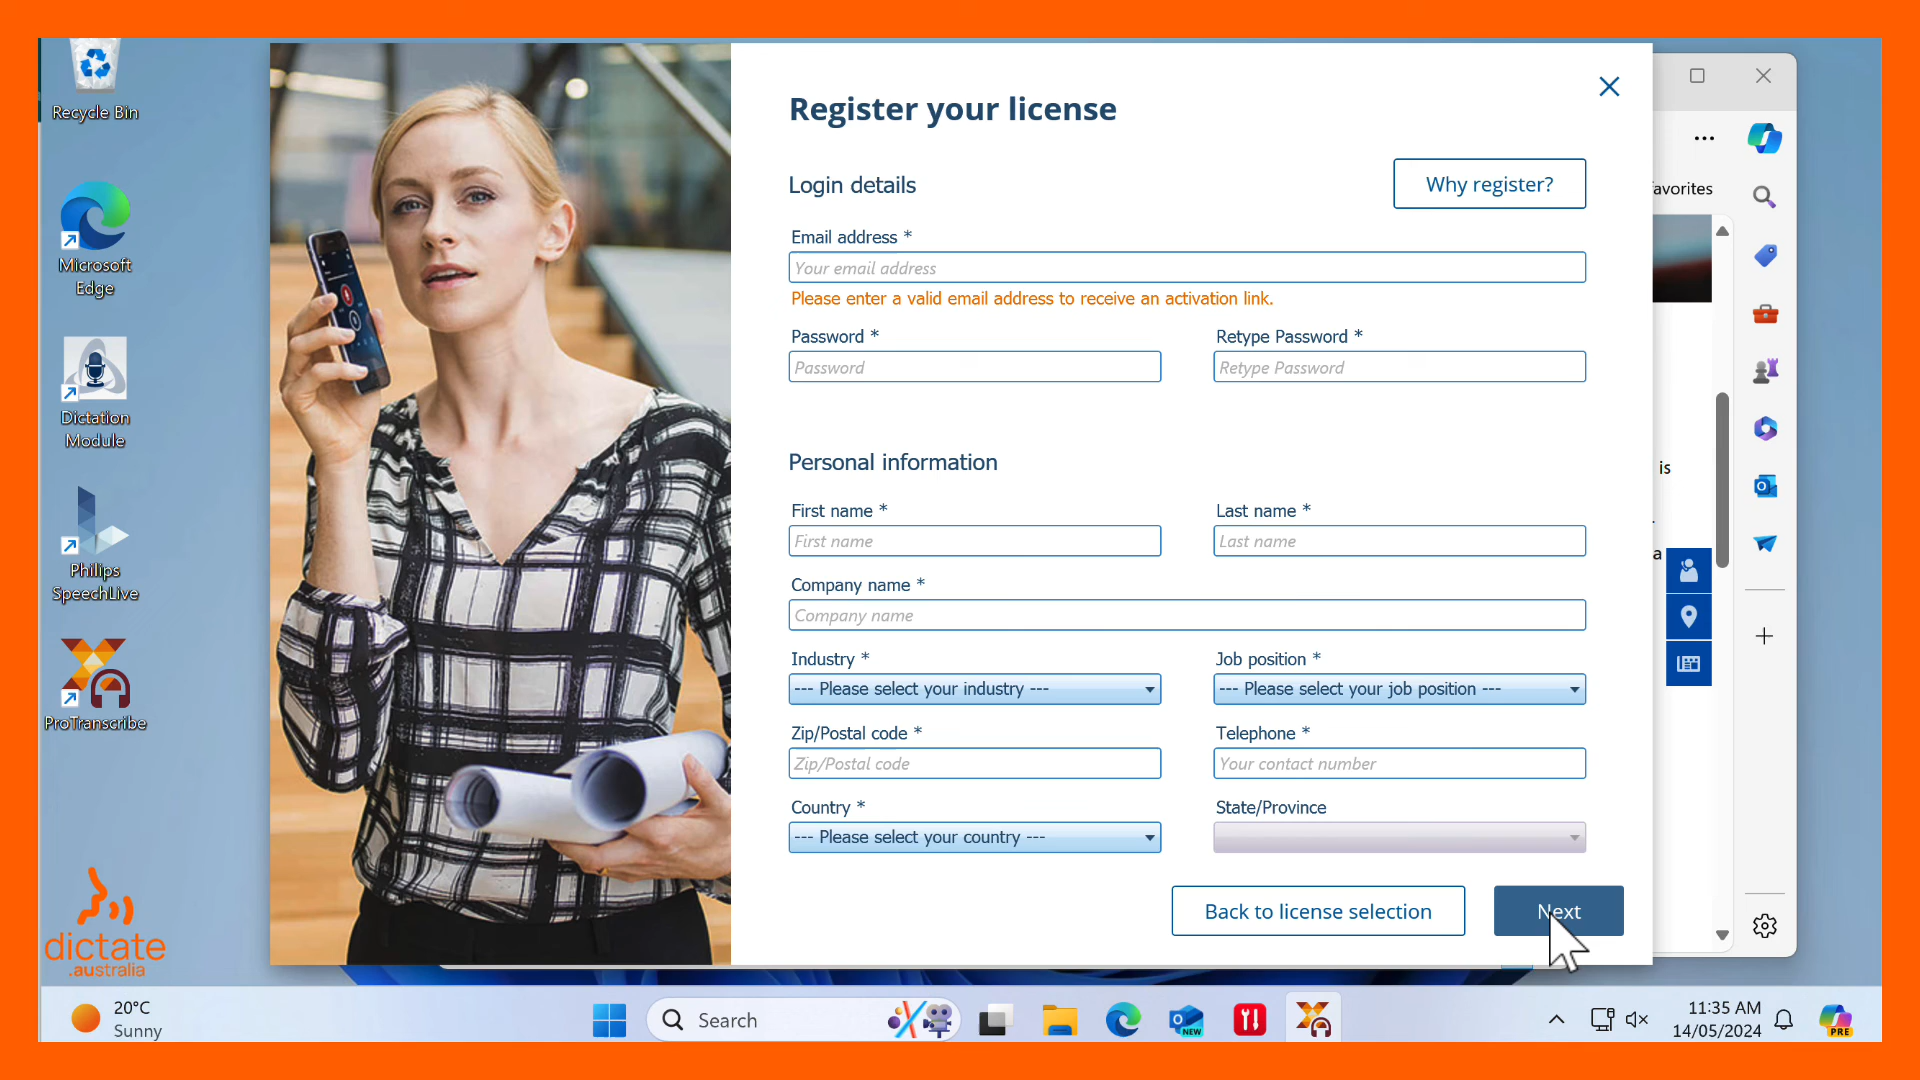 Recycle Bin
Microsoft
Edge
Dictation
Module
Philips
SpeechLive
ProTranscribe
dictate
.australia
Register your license
Login details
Why register?
Email address *
Your email address
Please enter a valid email address to receive an activation link.
Password *
Retype Password *
Password
Retype Password
Personal information
First name *
Last name *
First name
Last name
Company name *
Company name
Industry *
Job position *
--- Please select your industry ---
--- Please select your job position ---
Zip/Postal code *
Telephone *
Zip/Postal code
Your contact number
Country *
State/Province
--- Please select your country ---
Back to license selection
Next
avorites
is
a
20°C
Sunny
Search
NEW
11:35 AM
14/05/2024
PRE